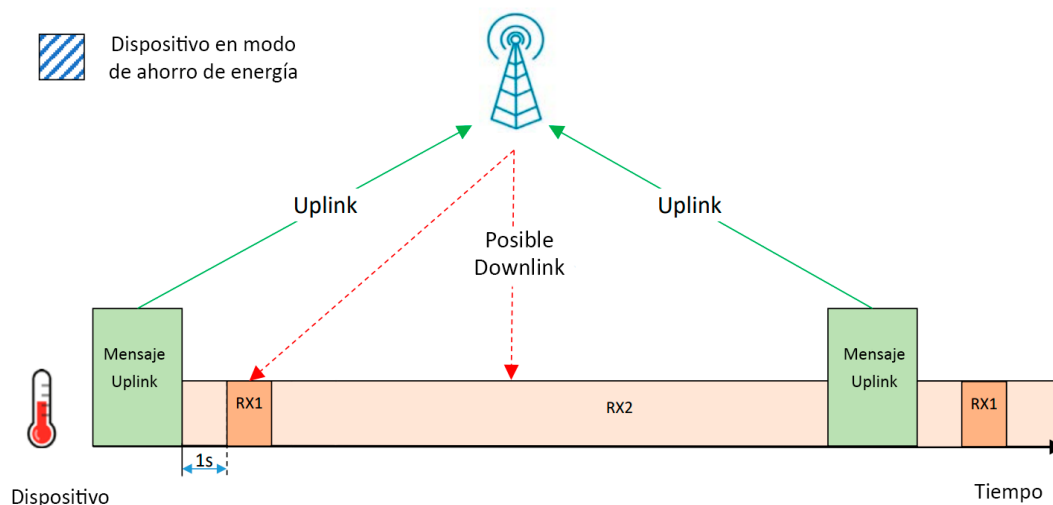 Dispositivo en modo
de ahorro de energía
Uplink
Uplink
Posible
Downlink
Mensaje
Uplink
RX1
RX2
Mensaje
Uplink
RX1
1s
Dispositivo
Tiempo